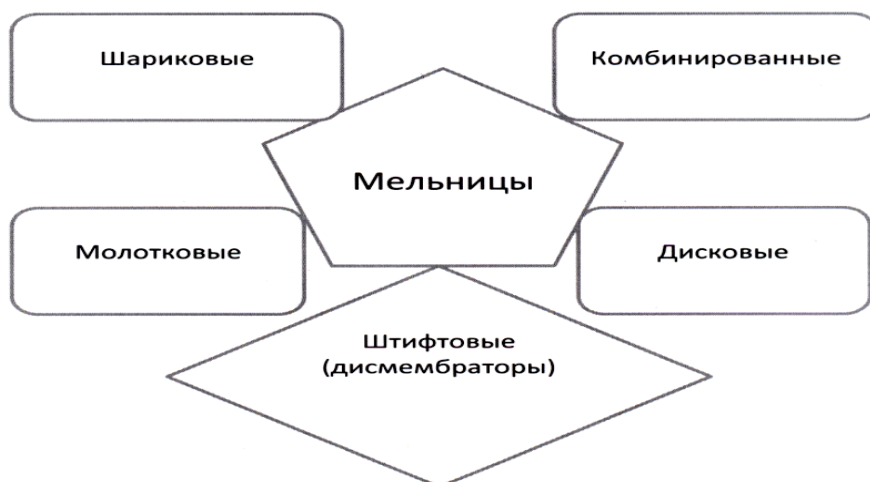 Шариковые
Комбинированные
Мельницы
Молотковые
Дисковые
Штифтовые
(дисмембраторы)